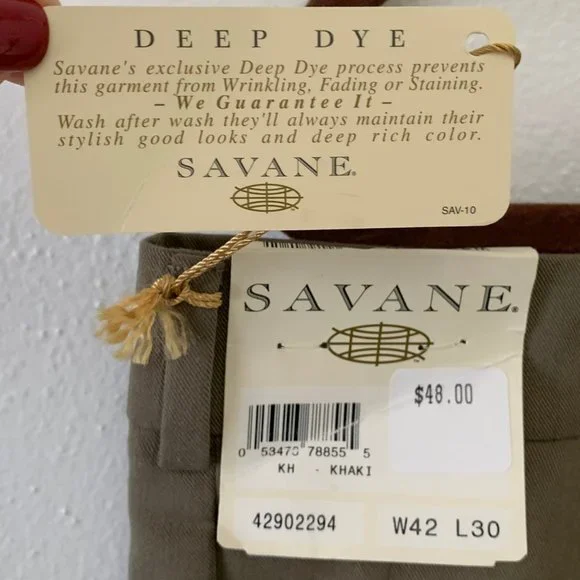 DEEP DYE
Savane's exclusive Deep Dye process prevents
this garment from Wrinkling, Fading or Staining.
– We Guarantee It –
Wash after wash they'll always maintain their
stylish good looks and deep rich color.
SAVANE®
SAV-10
SAVANE®
$48.00
0 53473 78855 5
KH - KHAKI
42902294
W42 L30